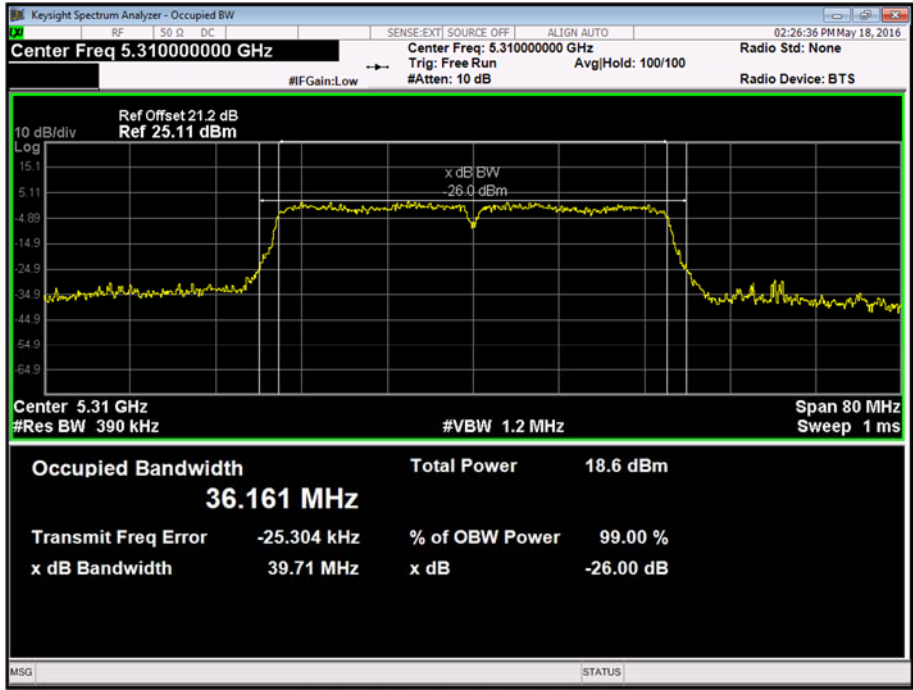 Keysight Spectrum Analyzer - Occupied BW
LXI RF 50 Ω DC SENSE:EXT SOURCE OFF ALIGN AUTO 02:26:36 PM May 18, 2016
Center Freq 5.310000000 GHz Center Freq: 5.310000000 GHz Radio Std: None
Trig: Free Run Avg|Hold: 100/100
#IFGain:Low #Atten: 10 dB Radio Device: BTS
Ref Offset 21.2 dB
10 dB/div Ref 25.11 dBm
Log
15.1
x dB BW
5.11
-26.0 dBm
-4.89
-14.9
-24.9
-34.9
-44.9
-54.9
-64.9
Center 5.31 GHz Span 80 MHz
#Res BW 390 kHz #VBW 1.2 MHz Sweep 1 ms
Occupied Bandwidth Total Power 18.6 dBm
36.161 MHz
Transmit Freq Error -25.304 kHz % of OBW Power 99.00 %
x dB Bandwidth 39.71 MHz x dB -26.00 dB
MSG STATUS